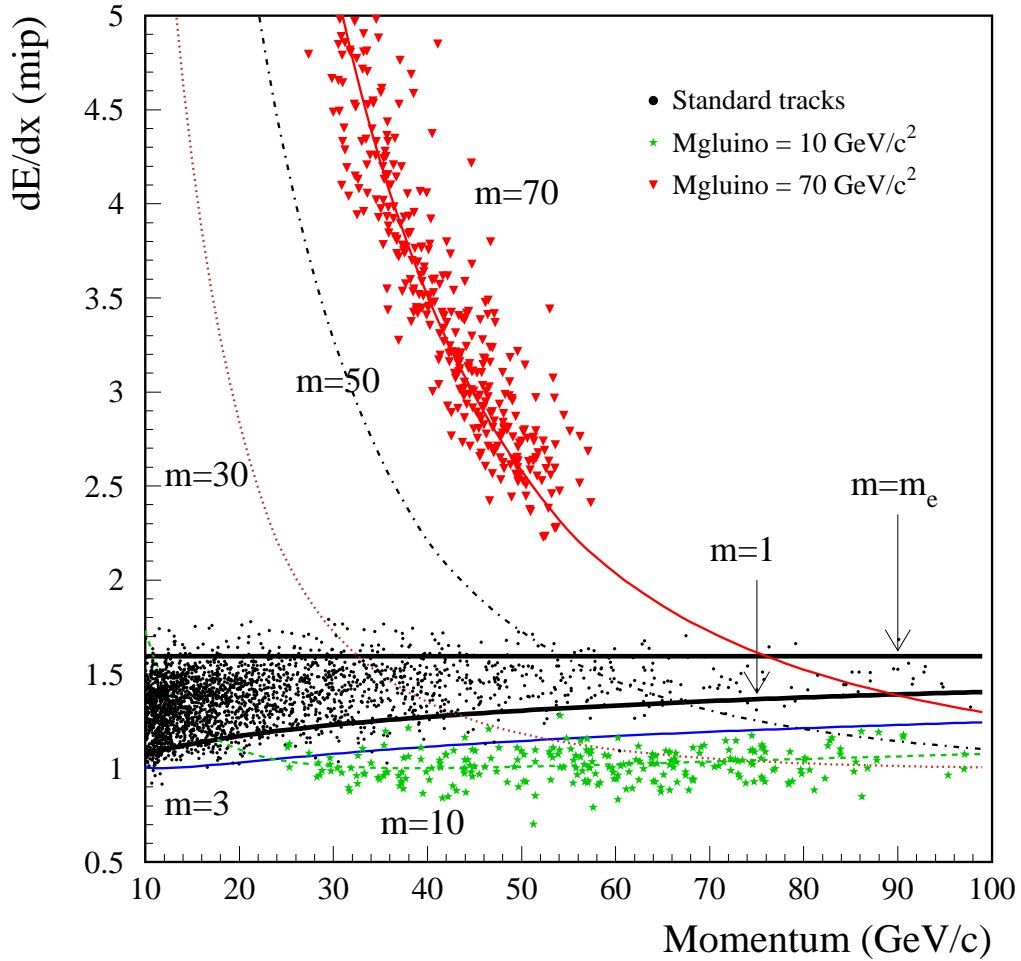 dE/dx (mip)
5
4.5
4
3.5
3
2.5
2
1.5
1
0.5
Standard tracks
Mgluino = 10 GeV/c²
Mgluino = 70 GeV/c²
m=70
m=50
m=30
m=mₑ
m=1
m=3
m=10
10 20 30 40 50 60 70 80 90 100
Momentum (GeV/c)